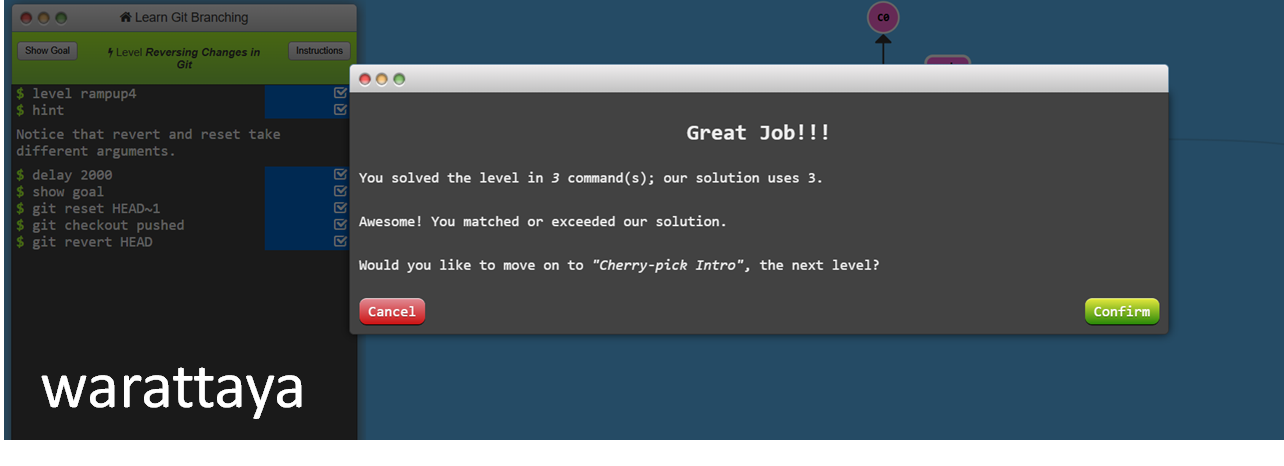 Learn Git Branching
Show Goal
Level Reversing Changes in
Git
Instructions
$ level rampup4
$ hint
Notice that revert and reset take
different arguments.
$ delay 2000
$ show goal
$ git reset HEAD~1
$ git checkout pushed
$ git revert HEAD
warattaya
C0
Great Job!!!
You solved the level in 3 command(s); our solution uses 3.
Awesome! You matched or exceeded our solution.
Would you like to move on to "Cherry-pick Intro", the next level?
Cancel
Confirm